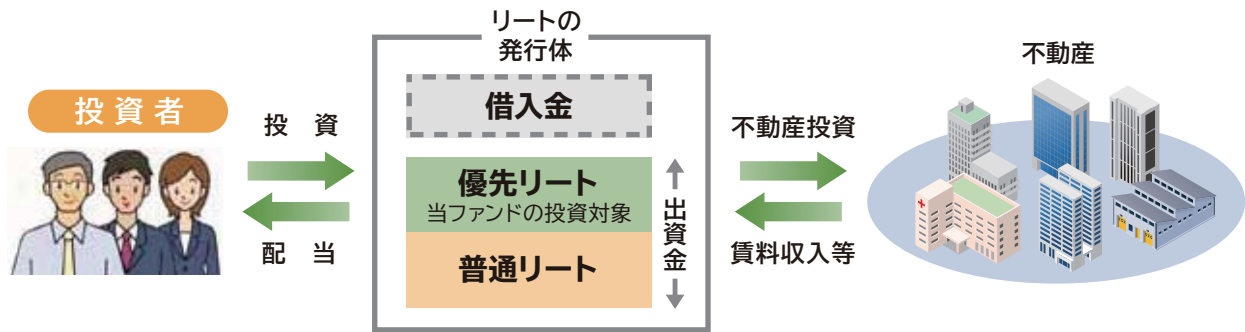 投資者
投資
配当
リートの
発行体
借入金
優先リート
当ファンドの投資対象
普通リート
出資金
不動産投資
賃料収入等
不動産